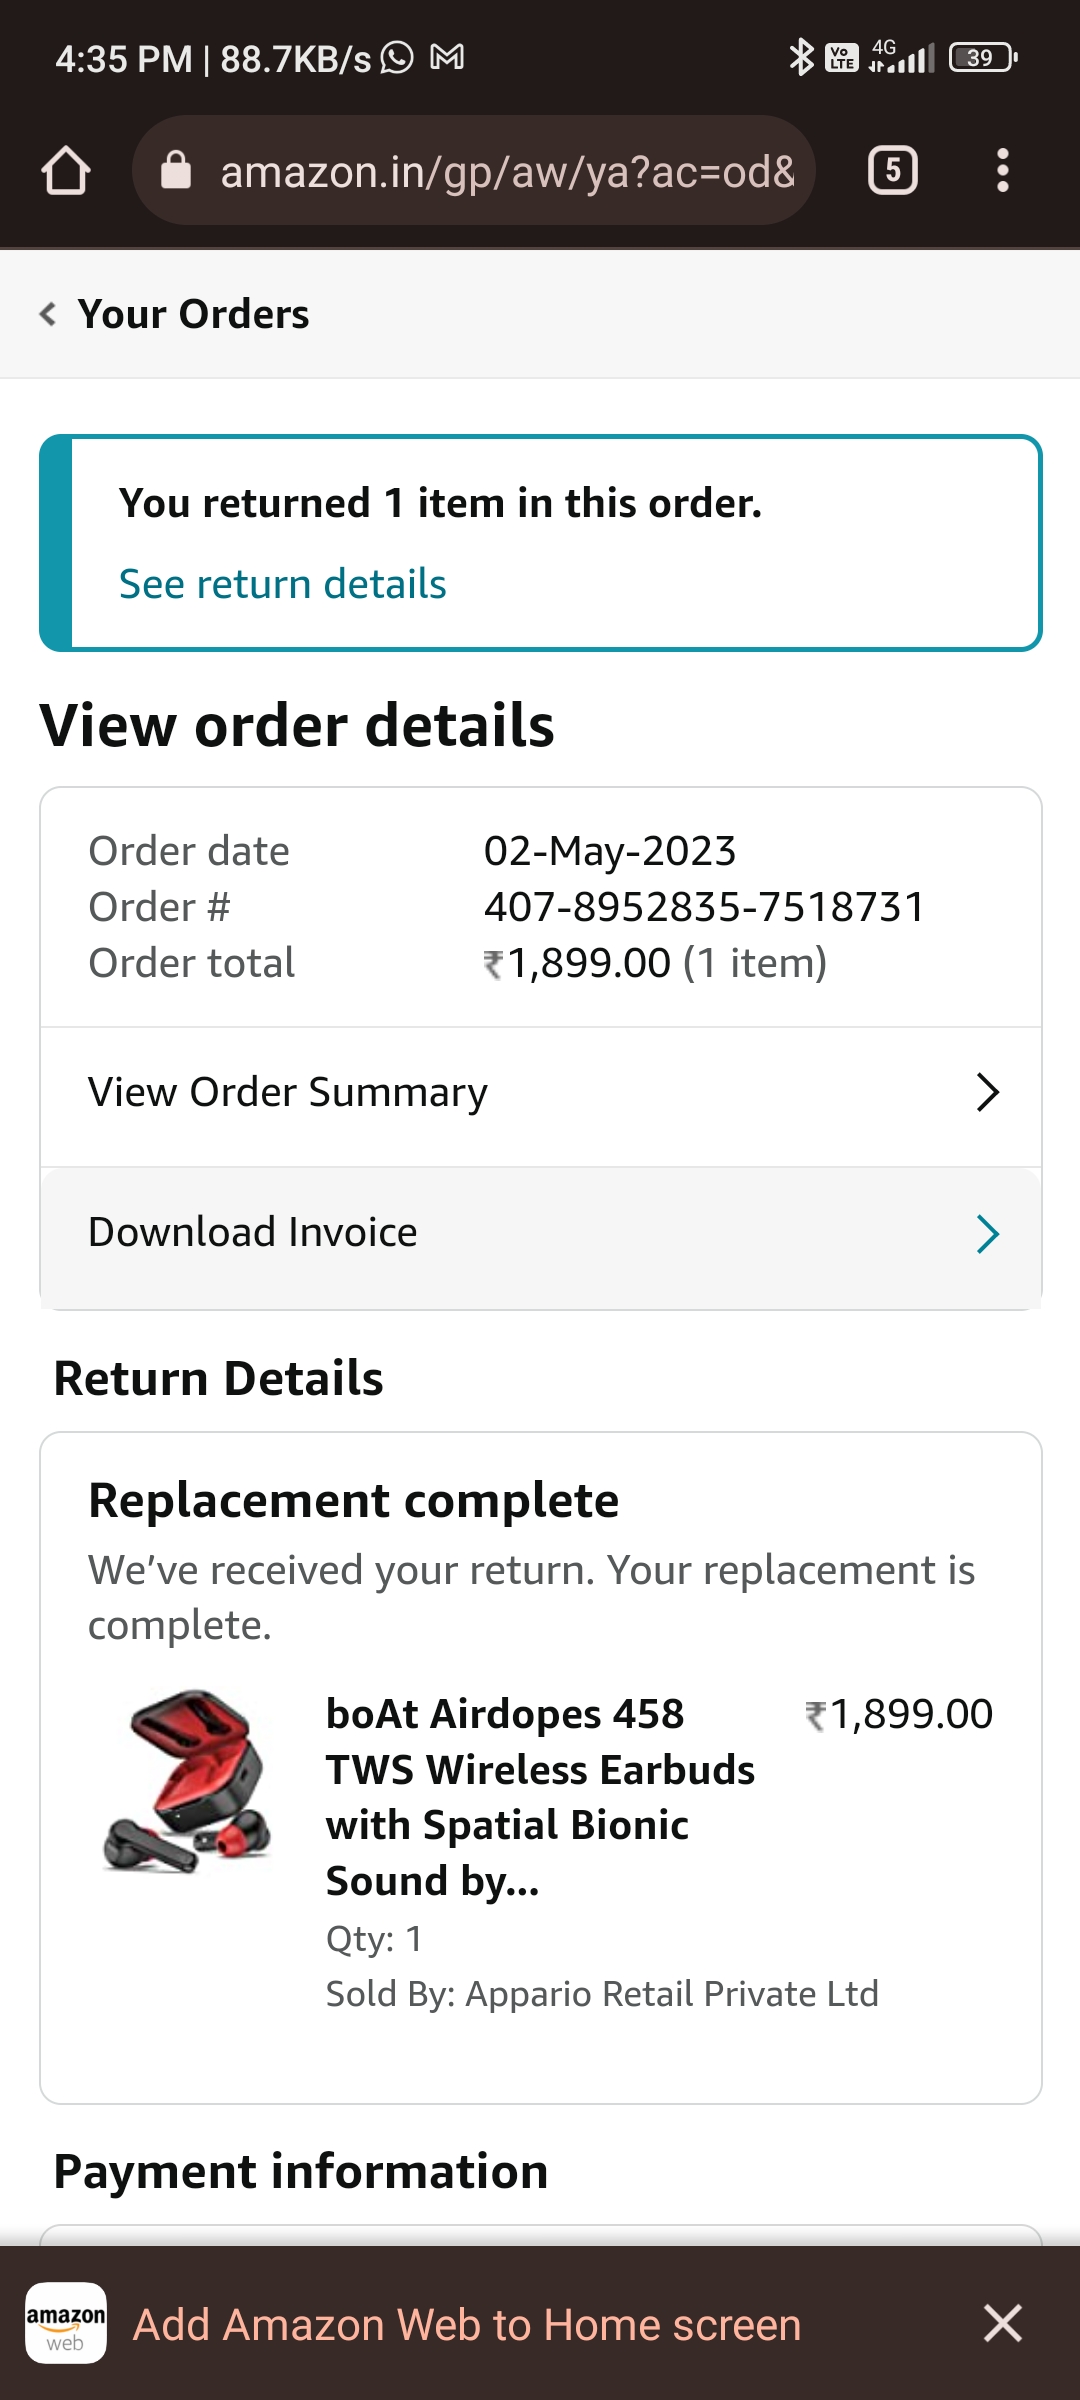 4:35 PM | 88.7KB/s
Vo LTE 4G 39
amazon.in/gp/aw/ya?ac=od&
5
Your Orders
You returned 1 item in this order.
See return details
View order details
Order date 02-May-2023
Order # 407-8952835-7518731
Order total ₹1,899.00 (1 item)
View Order Summary
Download Invoice
Return Details
Replacement complete
We’ve received your return. Your replacement is
complete.
boAt Airdopes 458 ₹1,899.00
TWS Wireless Earbuds
with Spatial Bionic
Sound by...
Qty: 1
Sold By: Appario Retail Private Ltd
Payment information
amazon
web
Add Amazon Web to Home screen